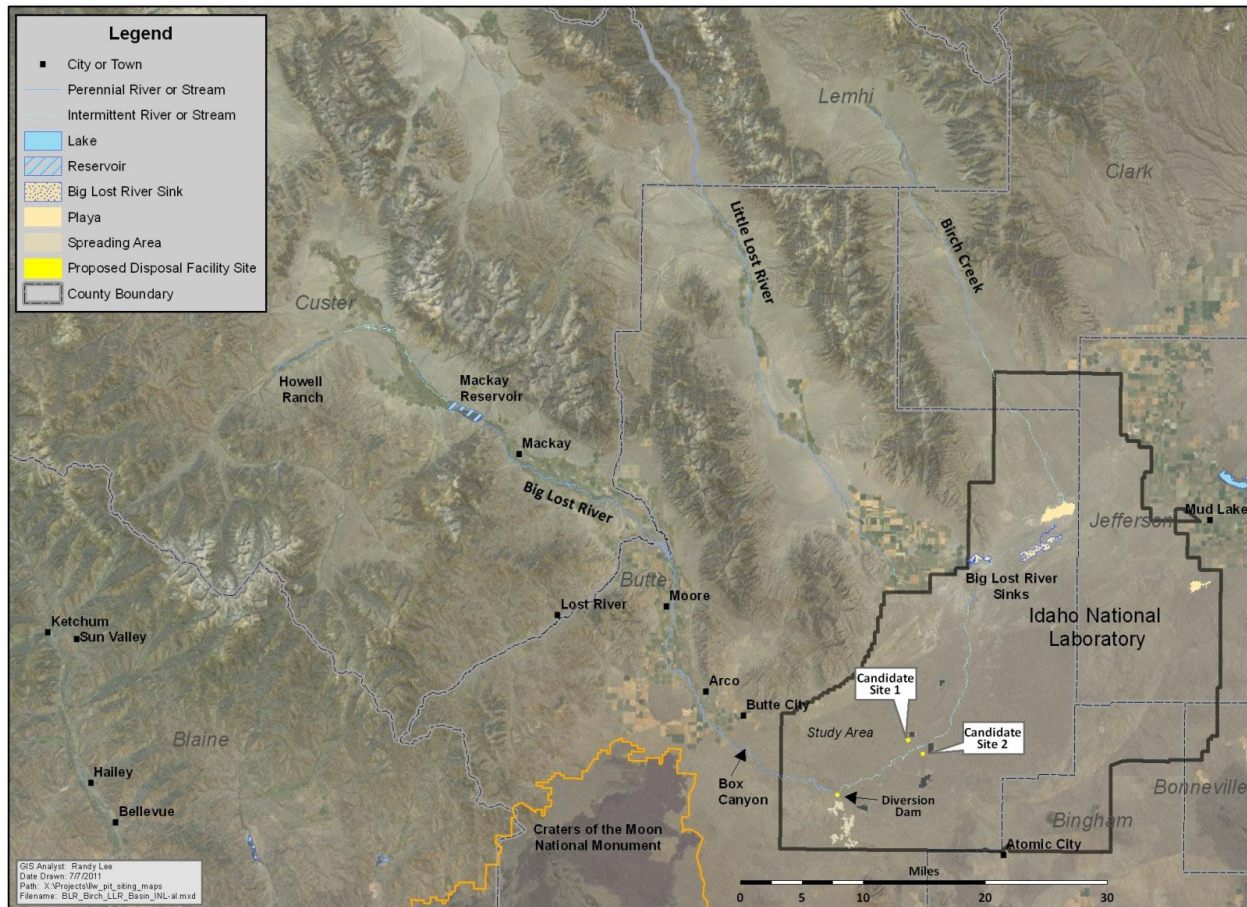 Legend
City or Town
Perennial River or Stream
Intermittent River or Stream
Lake
Reservoir
Big Lost River Sink
Playa
Spreading Area
Proposed Disposal Facility Site
County Boundary
Lemhi
Clark
Little Lost River
Birch Creek
Custer
Howell
Ranch
Mackay
Reservoir
Mackay
Big Lost River
Mud Lake
Jefferson
Big Lost River
Sinks
Butte
Moore
Lost River
Idaho National
Laboratory
Ketchum
Sun Valley
Arco
Candidate
Site 1
Butte City
Study Area
Candidate
Site 2
Blaine
Hailey
Box
Canyon
Bonneville
Bellevue
Diversion
Dam
Bingham
Craters of the Moon
National Monument
Atomic City
Miles
0 5 10 20 30
GIS Analyst: Randy Lee
Date Drawn: 7/7/2011
Path: X:\Projects\llw_pit_siting_maps
Filename: BLR_Birch_LLR_Basin_INL-al.mxd